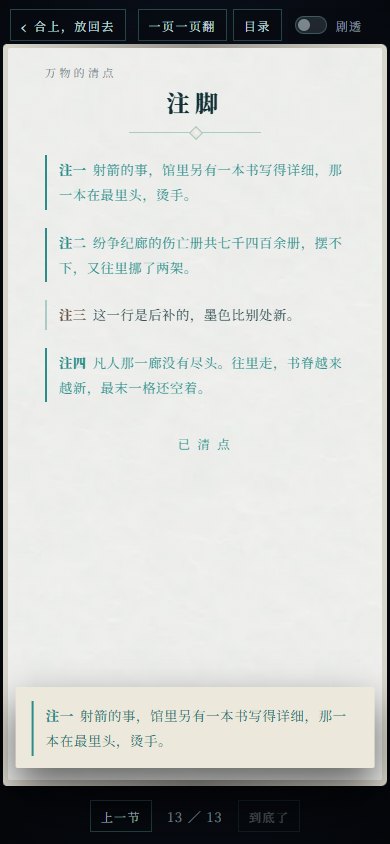 ‹ 合上，放回去 一页一页翻 目录 剧透
万物的清点
注脚
注一 射箭的事，馆里另有一本书写得详细，那
一本在最里头，烫手。
注二 纷争纪廊的伤亡册共七千四百余册，摆不
下，又往里挪了两架。
注三 这一行是后补的，墨色比别处新。
注四 凡人那一廊没有尽头。往里走，书脊越来
越新，最末一格还空着。
已清点
注一 射箭的事，馆里另有一本书写得详细，那一
本在最里头，烫手。
上一节 13 ／ 13 到底了